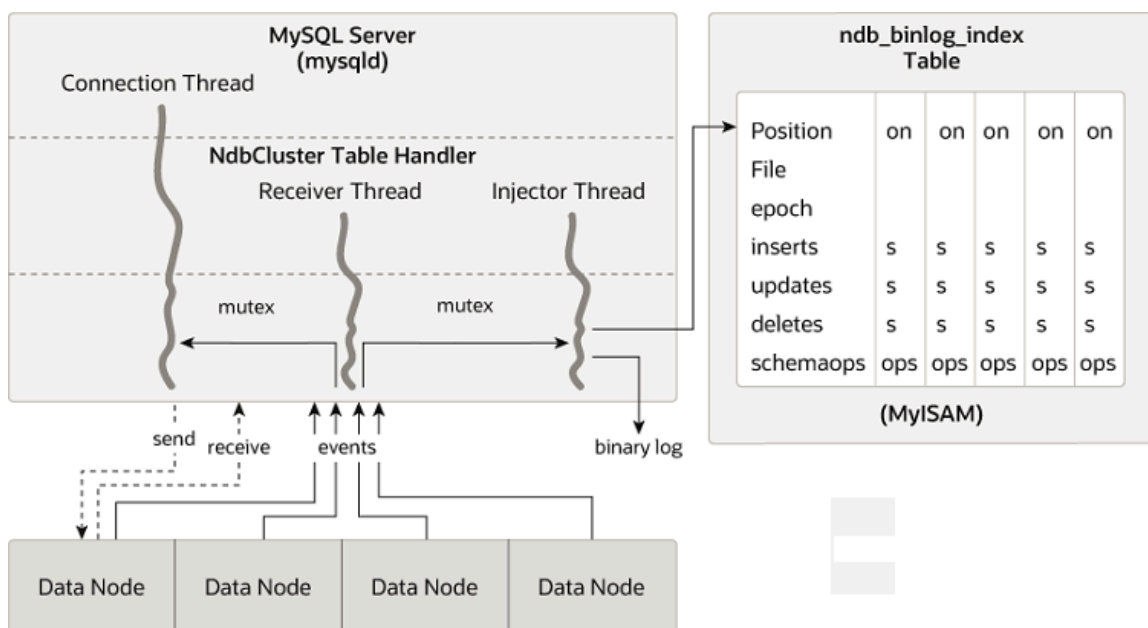 MySQL Server
(mysqld)
Connection Thread
NdbCluster Table Handler
Receiver Thread
Injector Thread
mutex
mutex
send
receive
events
binary log
Data Node
Data Node
Data Node
Data Node
ndb_binlog_index
Table
Position on on on on on
File
epoch
inserts s s s s s
updates s s s s s
deletes s s s s s
schemaops ops ops ops ops ops
(MyISAM)